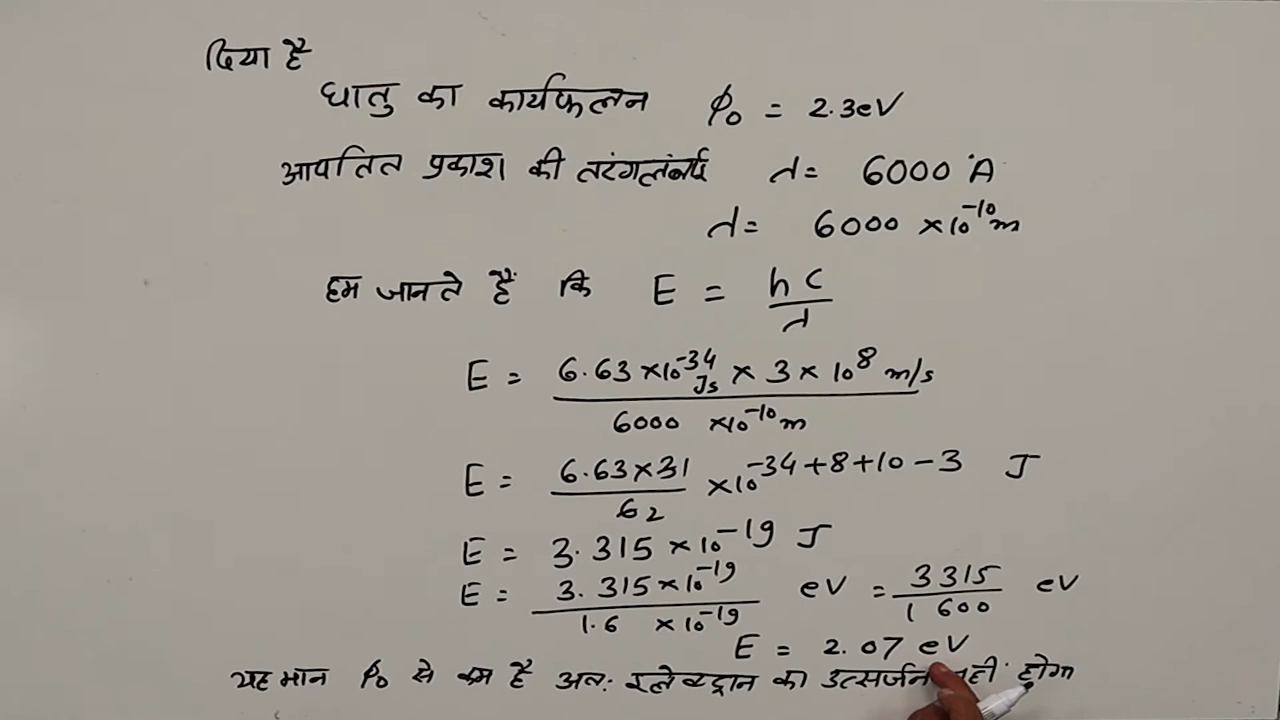 दिया है
धातु का कार्यफलन ϕ₀ = 2.3eV
आपतित प्रकाश की तरंगलंबर्ध λ = 6000 Å
λ = 6000 ×10⁻¹⁰ m
हम जानते हैं कि E = hc/λ
E = 6.63 ×10⁻³⁴ Js × 3 × 10⁸ m/s / 6000 ×10⁻¹⁰ m
E = 6.63×31 / 62 ×10⁻³⁴⁺⁸⁺¹⁰⁻³ J
E = 3.315 ×10⁻¹⁹ J
E = 3.315 ×10⁻¹⁹ / 1.6 ×10⁻¹⁹ eV = 3315 / 1600 eV
E = 2.07 eV
यह मान ϕ₀ से कम है अतः इलेक्ट्रान का उत्सर्जन नही होगा